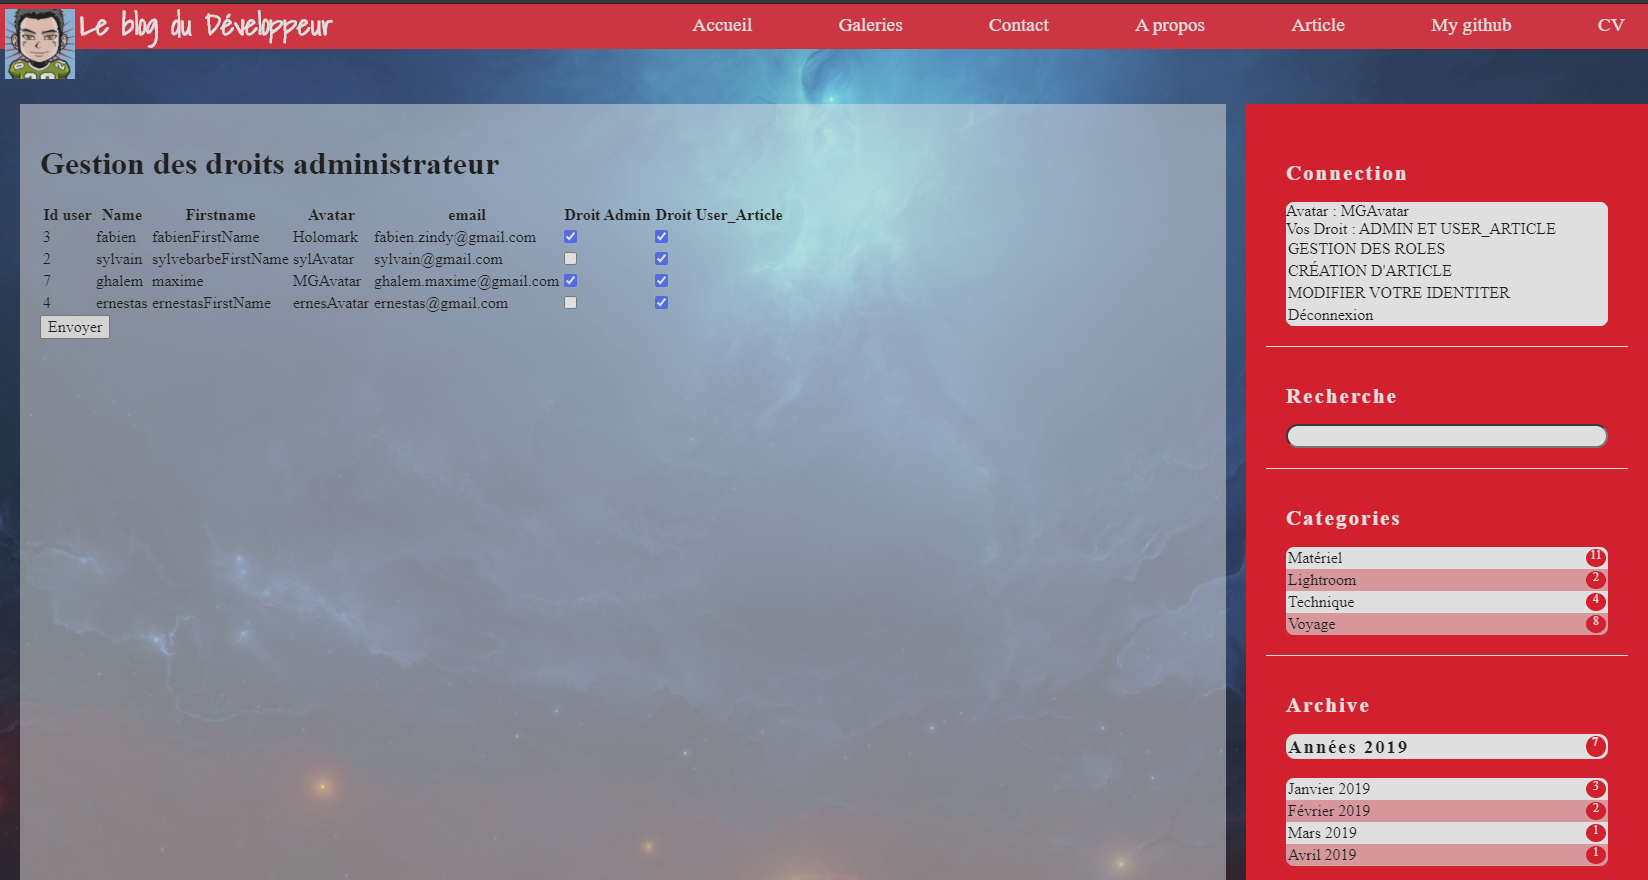 Le blog du Développeur
Accueil Galeries Contact A propos Article My github CV
Gestion des droits administrateur
Id user Name Firstname Avatar email Droit Admin Droit User_Article
3 fabien fabienFirstName Holomark fabien.zindy@gmail.com
2 sylvain sylvebarbeFirstName sylAvatar sylvain@gmail.com
7 ghalem maxime MGAvatar ghalem.maxime@gmail.com
4 ernestas ernestasFirstName ernesAvatar ernestas@gmail.com
Envoyer
Connection
Avatar : MGAvatar
Vos Droit : ADMIN ET USER_ARTICLE
GESTION DES ROLES
CRÉATION D'ARTICLE
MODIFIER VOTRE IDENTITER
Déconnexion
Recherche
Categories
Matériel 11
Lightroom 2
Technique 4
Voyage 8
Archive
Années 2019 7
Janvier 2019 3
Février 2019 2
Mars 2019 1
Avril 2019 1